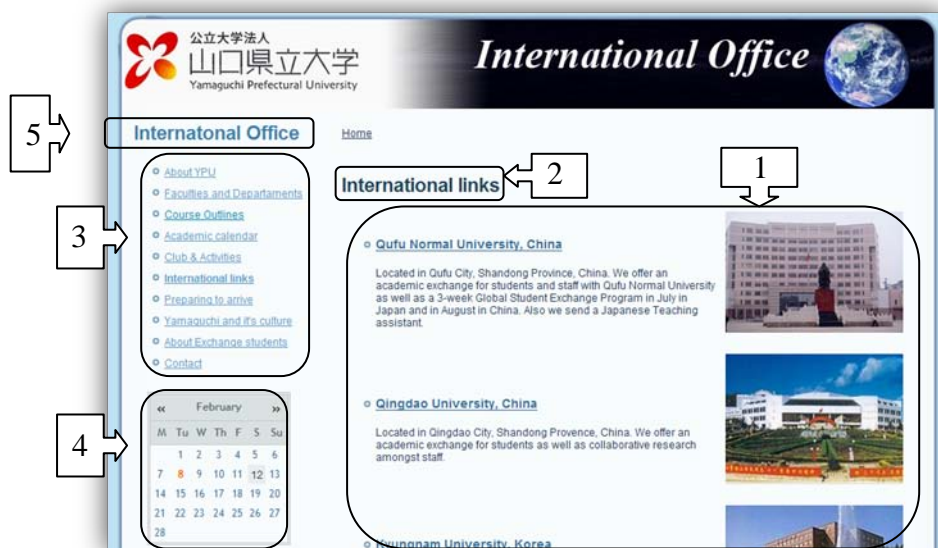 公立大学法人
山口県立大学
Yamaguchi Prefectural University
International Office
5
Internatonal Office
Home
About YPU
Faculties and Departaments
Course Outlines
Academic calendar
Club & Activities
International links
Preparing to arrive
Yamaguchi and it's culture
About Exchange students
Contact
3
International links
2
1
Qufu Normal University, China
Located in Qufu City, Shandong Province, China. We offer an
academic exchange for students and staff with Qufu Normal University
as well as a 3-week Global Student Exchange Program in July in
Japan and in August in China. Also we send a Japanese Teaching
assistant.
4
« February »
M Tu W Th F S Su
1 2 3 4 5 6
7 8 9 10 11 12 13
14 15 16 17 18 19 20
21 22 23 24 25 26 27
28
Qingdao University, China
Located in Qingdao City, Shandong Provence, China. We offer an
academic exchange for students as well as collaborative research
amongst staff.
Kyungnam University, Korea